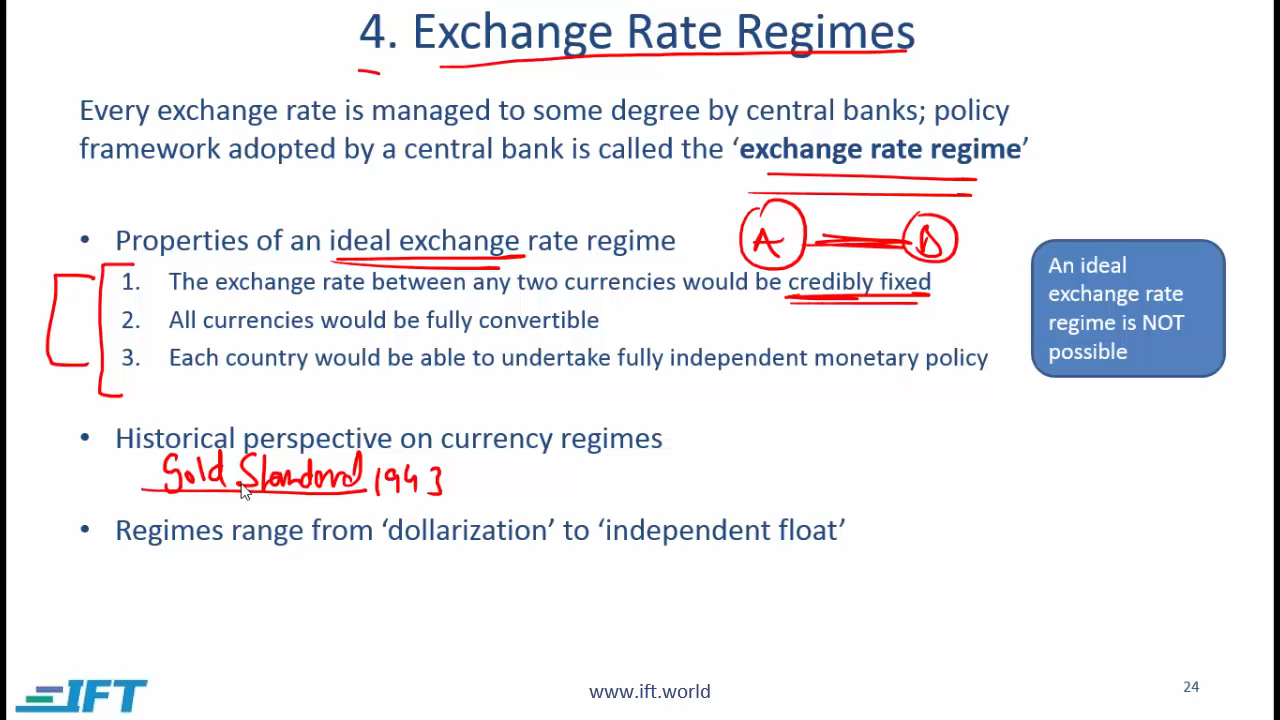 4. Exchange Rate Regimes
Every exchange rate is managed to some degree by central banks; policy
framework adopted by a central bank is called the ‘exchange rate regime’
• Properties of an ideal exchange rate regime
A B
1. The exchange rate between any two currencies would be credibly fixed
2. All currencies would be fully convertible
3. Each country would be able to undertake fully independent monetary policy
An ideal
exchange rate
regime is NOT
possible
• Historical perspective on currency regimes
Gold Standard 1943
• Regimes range from ‘dollarization’ to ‘independent float’
IFT
www.ift.world
24